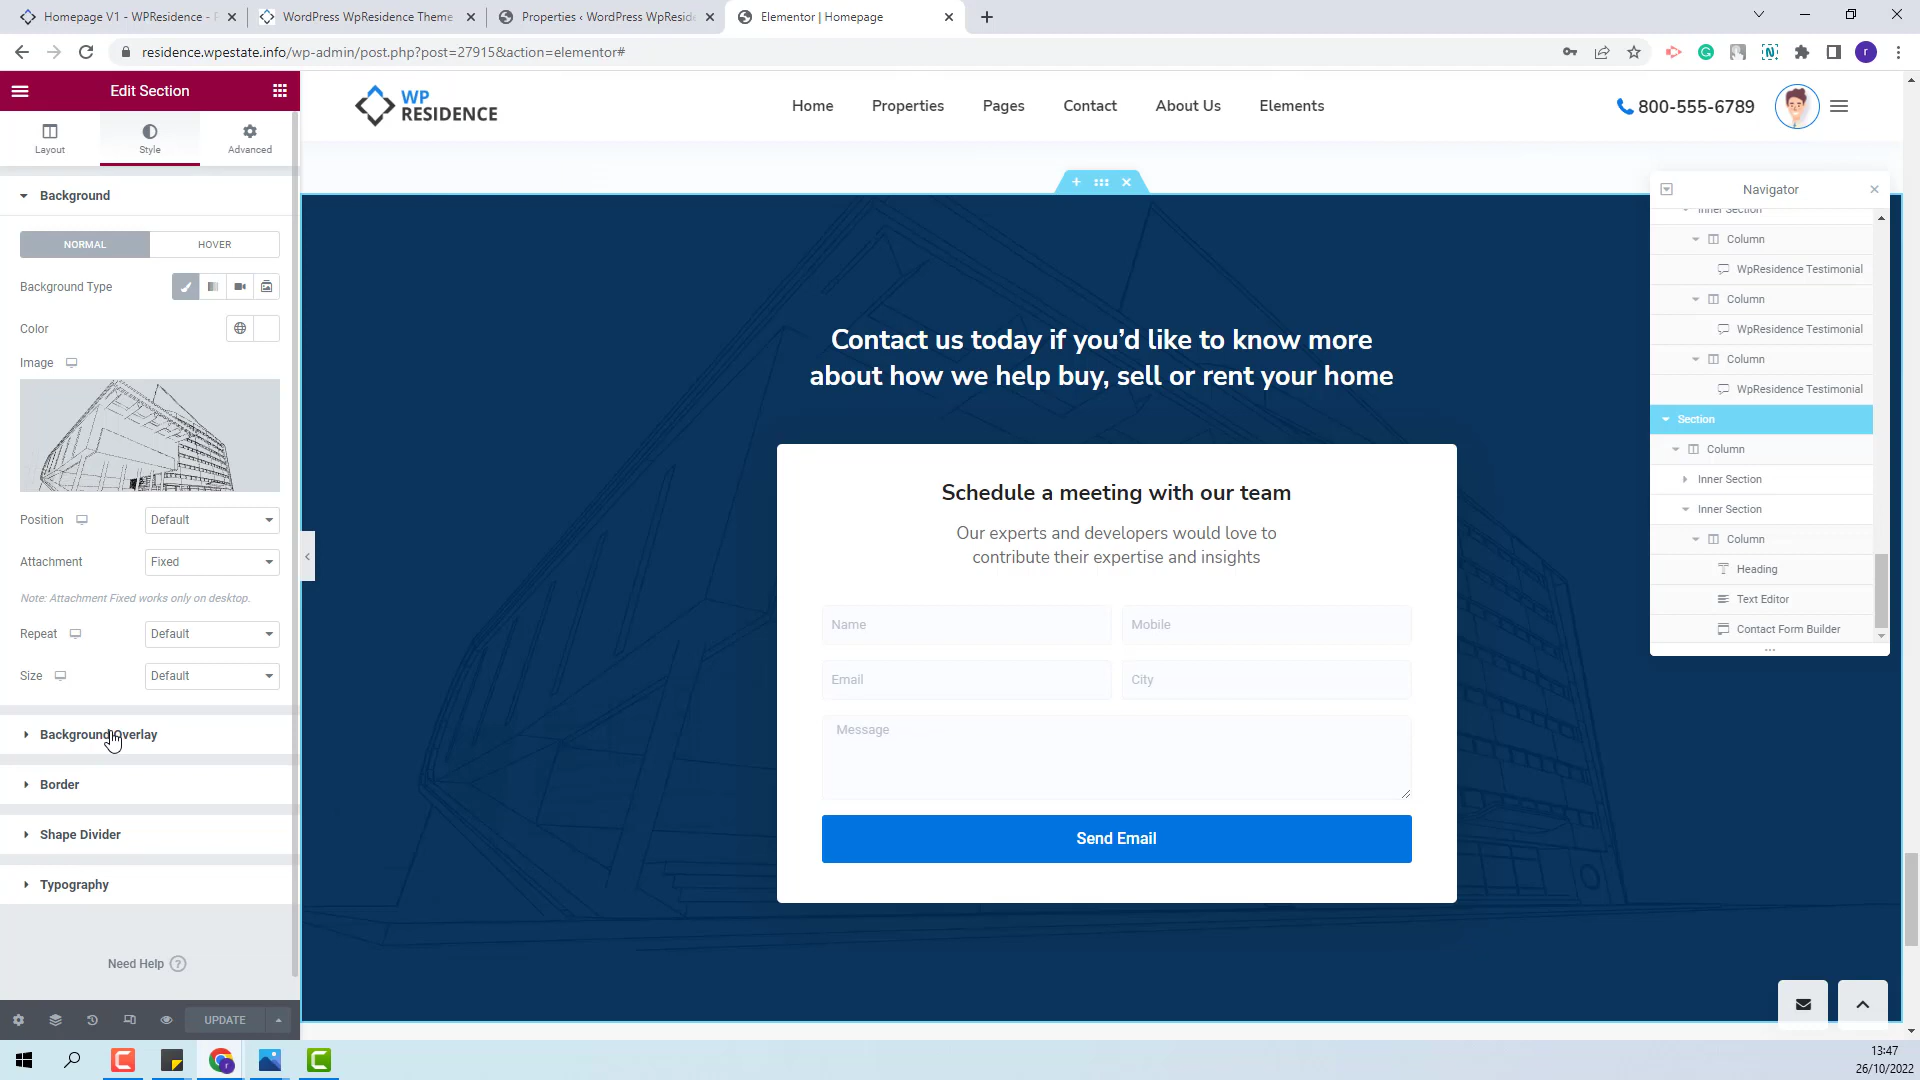 Homepage V1 - WPResidence -
WordPress WpResidence Theme
Properties ‹ WordPress WpResid
Elementor | Homepage
residence.wpestate.info/wp-admin/post.php?post=27915&action=elementor#
Edit Section
Layout
Style
Advanced
Background
NORMAL
HOVER
Background Type
Color
Image
Position
Default
Attachment
Fixed
Note: Attachment Fixed works only on desktop.
Repeat
Default
Size
Default
Background Overlay
Border
Shape Divider
Typography
Need Help
UPDATE
WP
RESIDENCE
Home
Properties
Pages
Contact
About Us
Elements
800-555-6789
Contact us today if you’d like to know more
about how we help buy, sell or rent your home
Schedule a meeting with our team
Our experts and developers would love to
contribute their expertise and insights
Name
Mobile
Email
City
Message
Send Email
Navigator
Inner Section
Column
WpResidence Testimonial
Column
WpResidence Testimonial
Column
WpResidence Testimonial
Section
Column
Inner Section
Inner Section
Column
Heading
Text Editor
Contact Form Builder
13:47
26/10/2022